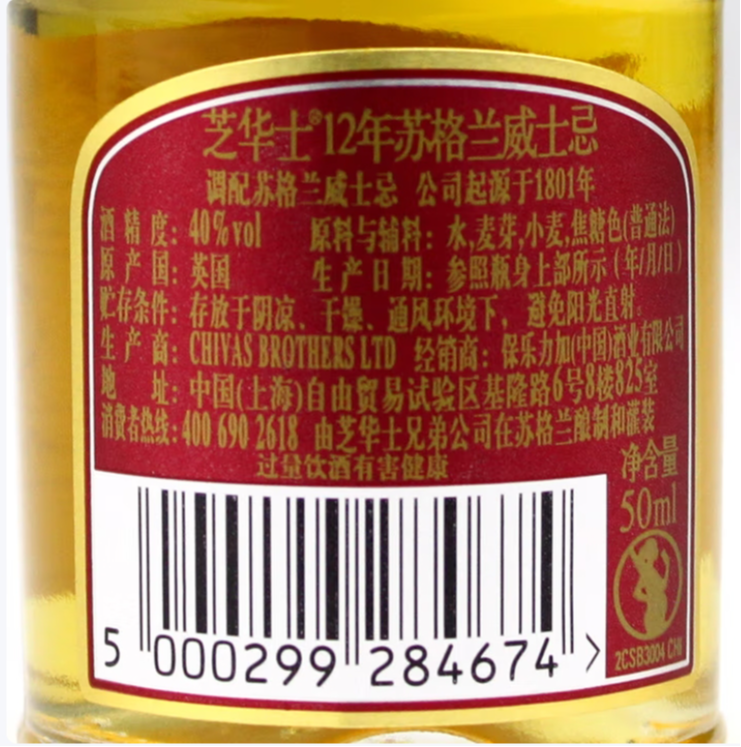 芝华士®12年苏格兰威士忌
调配苏格兰威士忌 公司起源于1801年
酒精度：40%vol 原料与辅料：水,麦芽,小麦,焦糖色(普通法)
原产国：英国 生产日期：参照瓶身上部所示（年/月/日）
贮存条件：存放于阴凉、干燥、通风环境下，避免阳光直射。
生产商：CHIVAS BROTHERS LTD 经销商：保乐力加(中国)酒业有限公司
地址：中国(上海)自由贸易试验区基隆路6号8楼825室
消费者热线：400 690 2618 由芝华士兄弟公司在苏格兰酿制和灌装
过量饮酒有害健康
净含量
50ml
5 000299 284674 >
2CSB3004 CHI